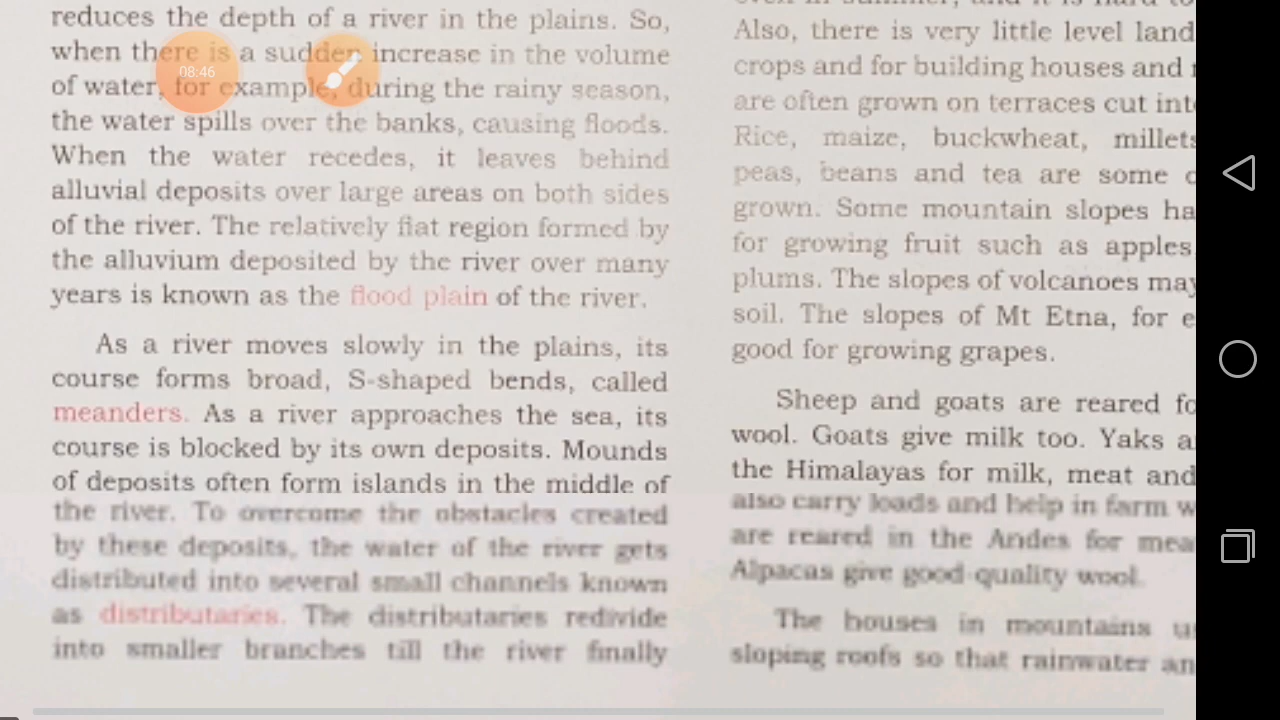 reduces the depth of a river in the plains. So,
when there is a sudden increase in the volume
of water, for example, during the rainy season,
the water spills over the banks, causing floods.
When the water recedes, it leaves behind
alluvial deposits over large areas on both sides
of the river. The relatively flat region formed by
the alluvium deposited by the river over many
years is known as the flood plain of the river.
As a river moves slowly in the plains, its
course forms broad, S-shaped bends, called
meanders. As a river approaches the sea, its
course is blocked by its own deposits. Mounds
of deposits often form islands in the middle of
the river. To overcome the obstacles created
by these deposits, the water of the river gets
distributed into several small channels known
as distributaries. The distributaries redivide
into smaller branches till the river finally
08:46
Also, there is very little level land
crops and for building houses and
are often grown on terraces cut
Rice, maize, buckwheat, millets
peas, beans and tea are some
grown. Some mountain slopes
for growing fruit such as apples
plums. The slopes of volcanoes may
soil. The slopes of Mt Etna, for
good for growing grapes.
Sheep and goats are reared
wool. Goats give milk too. Yaks
the Himalayas for milk, meat and
also carry loads and help in farm
are reared in the Andes for
Alpacas give good quality wool.
The houses in mountains
sloping roofs so that rainwater